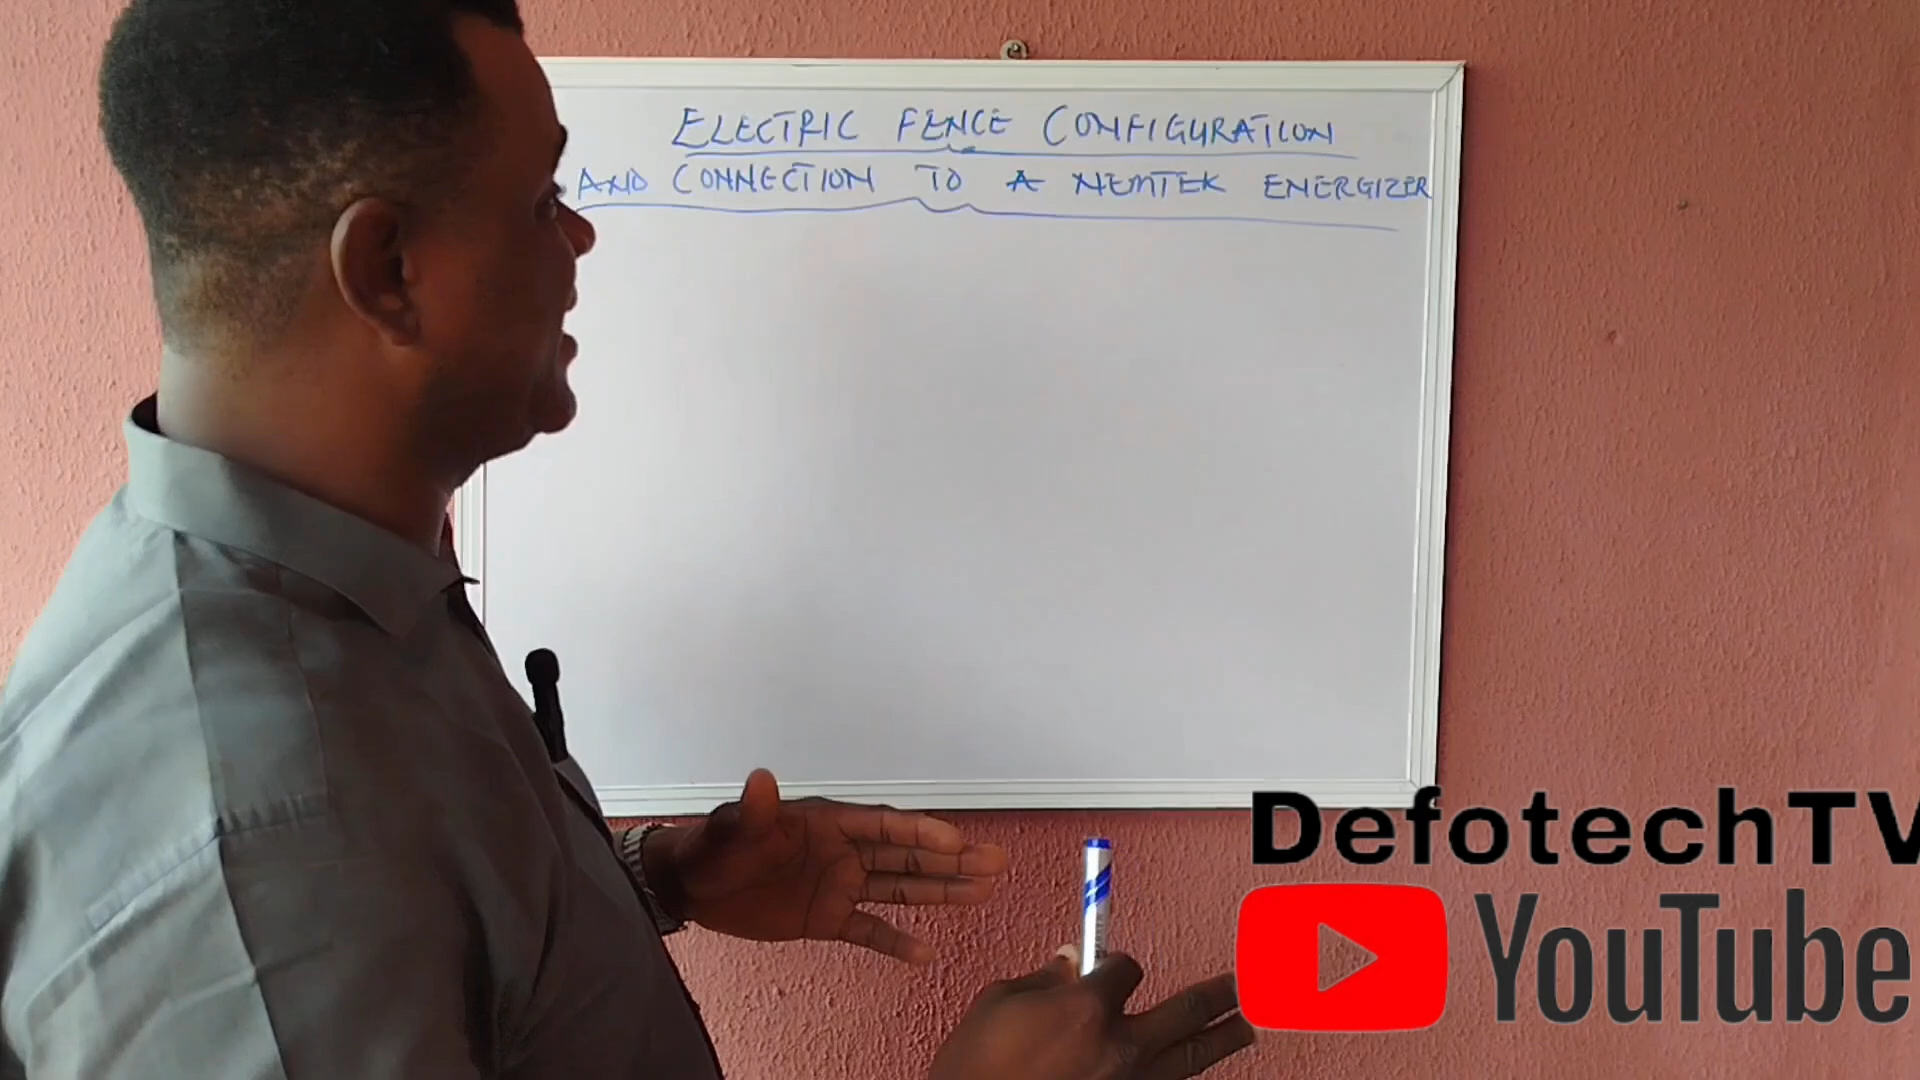 ELECTRIC FENCE CONFIGURATION
AND CONNECTION TO A NEMTEK ENERGIZER
DefotechTV
YouTube